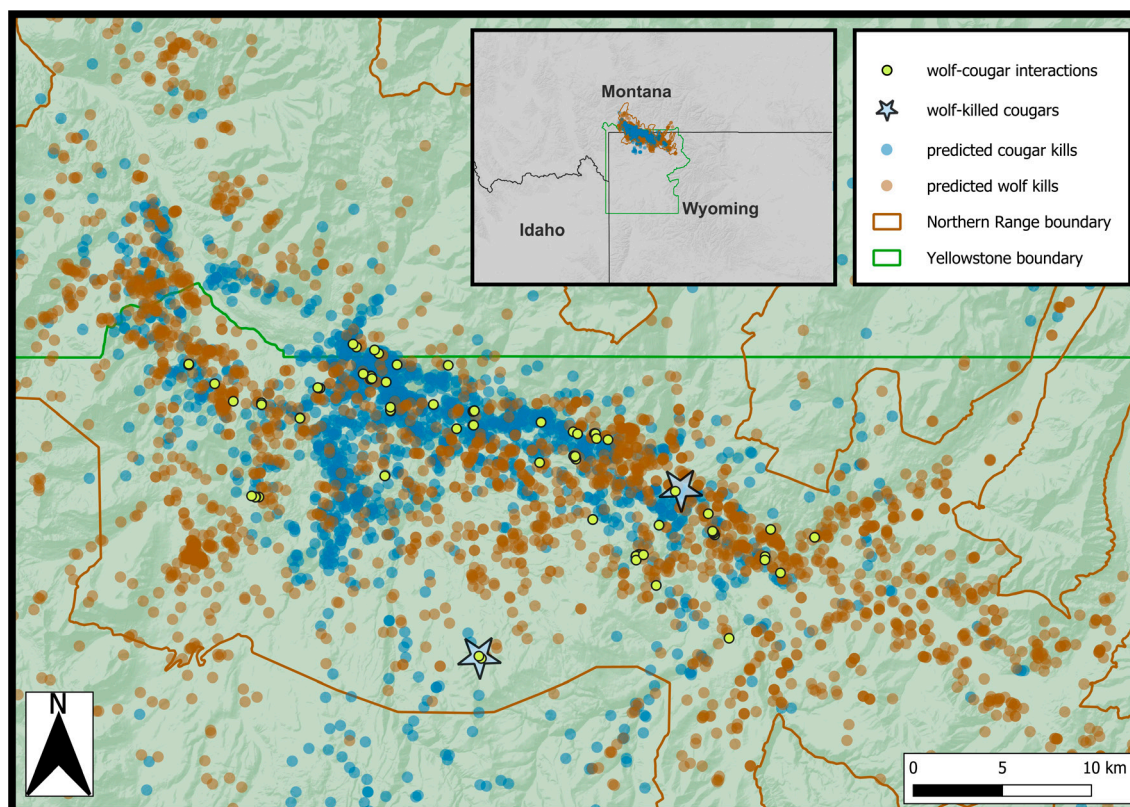 Montana
Idaho
Wyoming
wolf-cougar interactions
wolf-killed cougars
predicted cougar kills
predicted wolf kills
Northern Range boundary
Yellowstone boundary
N
0 5 10 km